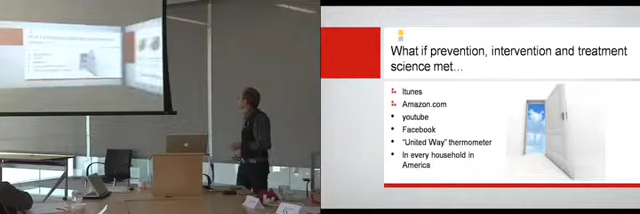 What if prevention, intervention and treatment
science met…
Itunes
Amazon.com
youtube
Facebook
"United Way" thermometer
In every household in
America